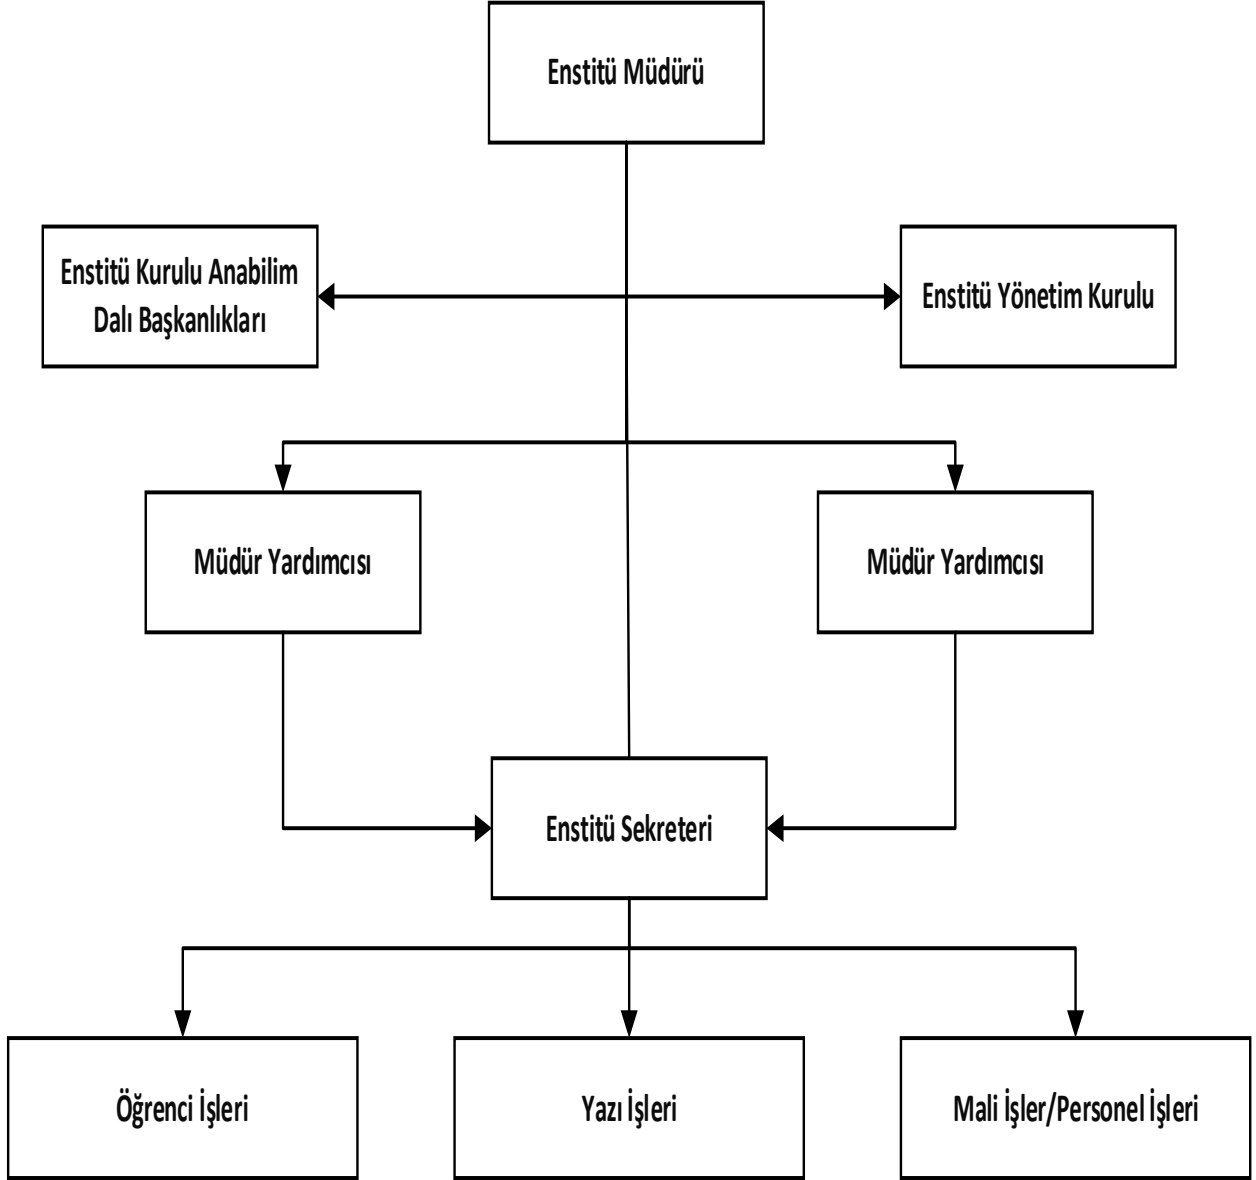 Enstitü Müdürü
Enstitü Kurulu Anabilim
Dalı Başkanlıkları
Enstitü Yönetim Kurulu
Müdür Yardımcısı
Müdür Yardımcısı
Enstitü Sekreteri
Öğrenci İşleri
Yazı İşleri
Mali İşler/Personel İşleri